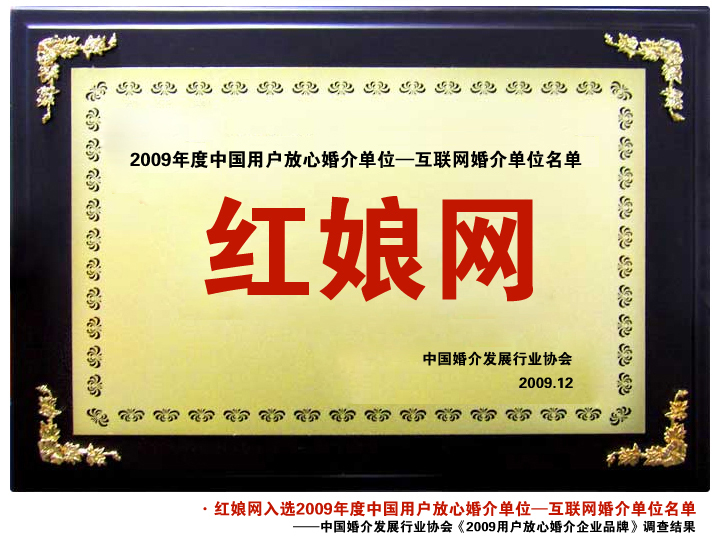 2009年度中国用户放心婚介单位—互联网婚介单位名单
红娘网
中国婚介发展行业协会
2009.12
· 红娘网入选2009年度中国用户放心婚介单位—互联网婚介单位名单
——中国婚介发展行业协会《2009用户放心婚介企业品牌》调查结果